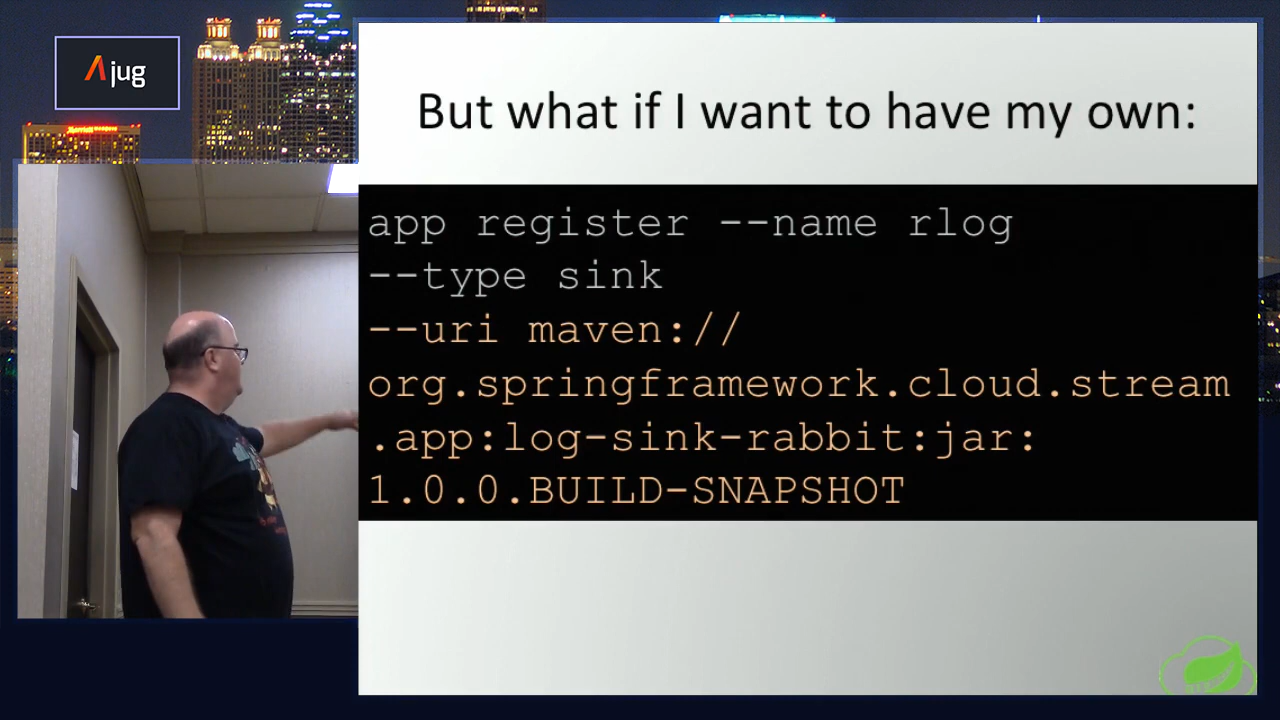 jug
But what if I want to have my own:
app register --name rlog
--type sink
--uri maven://
org.springframework.cloud.stream
.app:log-sink-rabbit:jar:
1.0.0.BUILD-SNAPSHOT